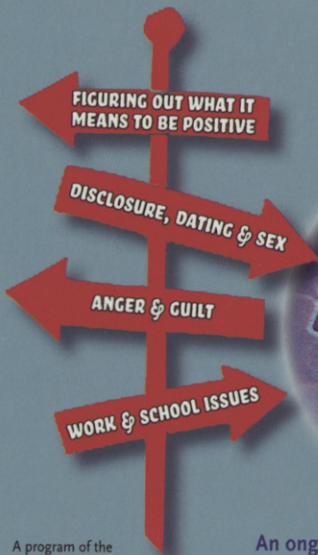 FIGURING OUT WHAT IT
MEANS TO BE POSITIVE
DISCLOSURE, DATING & SEX
ANGER & GUILT
WORK & SCHOOL ISSUES
A program of the
An ong